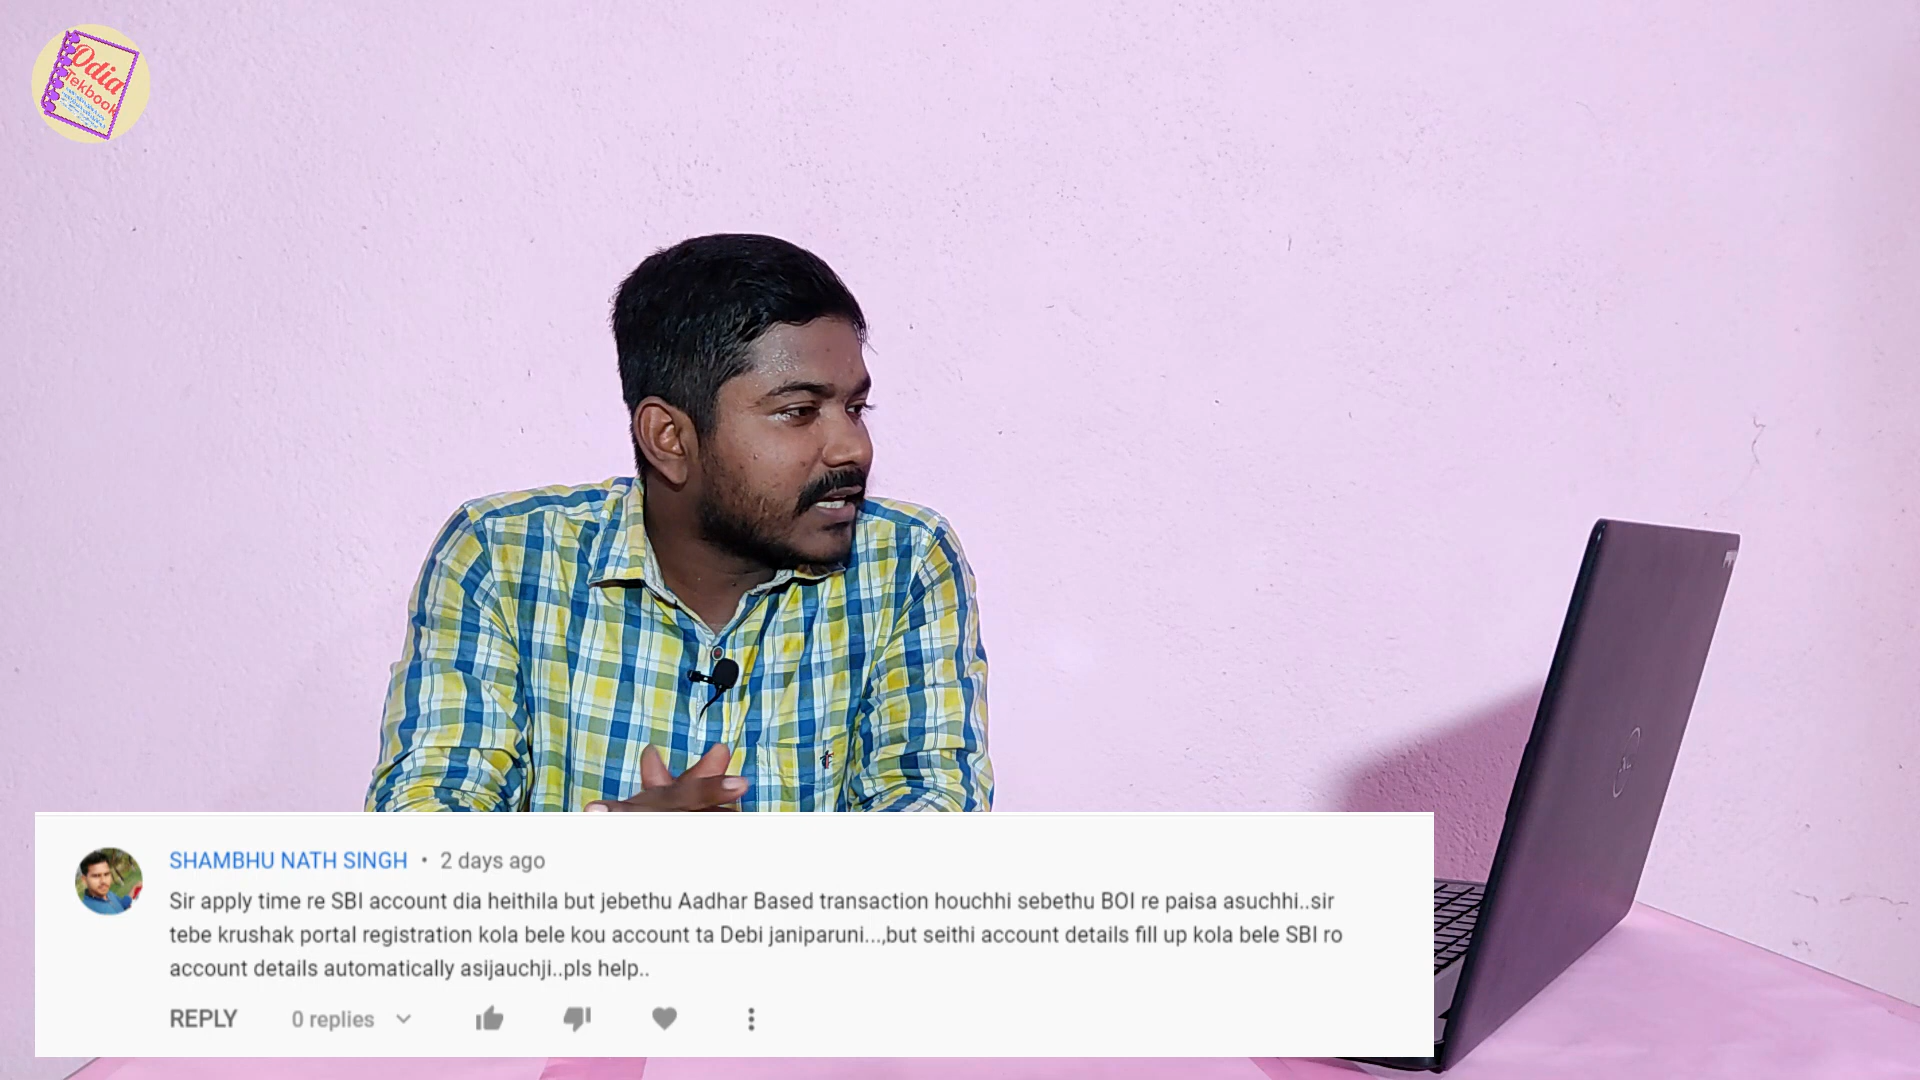 Odia
Tekbook
SHAMBHU NATH SINGH • 2 days ago
Sir apply time re SBI account dia heithila but jebethu Aadhar Based transaction houchhi sebethu BOI re paisa asuchhi..sir
tebe krushak portal registration kola bele kou account ta Debi janiparuni...,but seithi account details fill up kola bele SBI ro
account details automatically asijauchji..pls help..
REPLY 0 replies